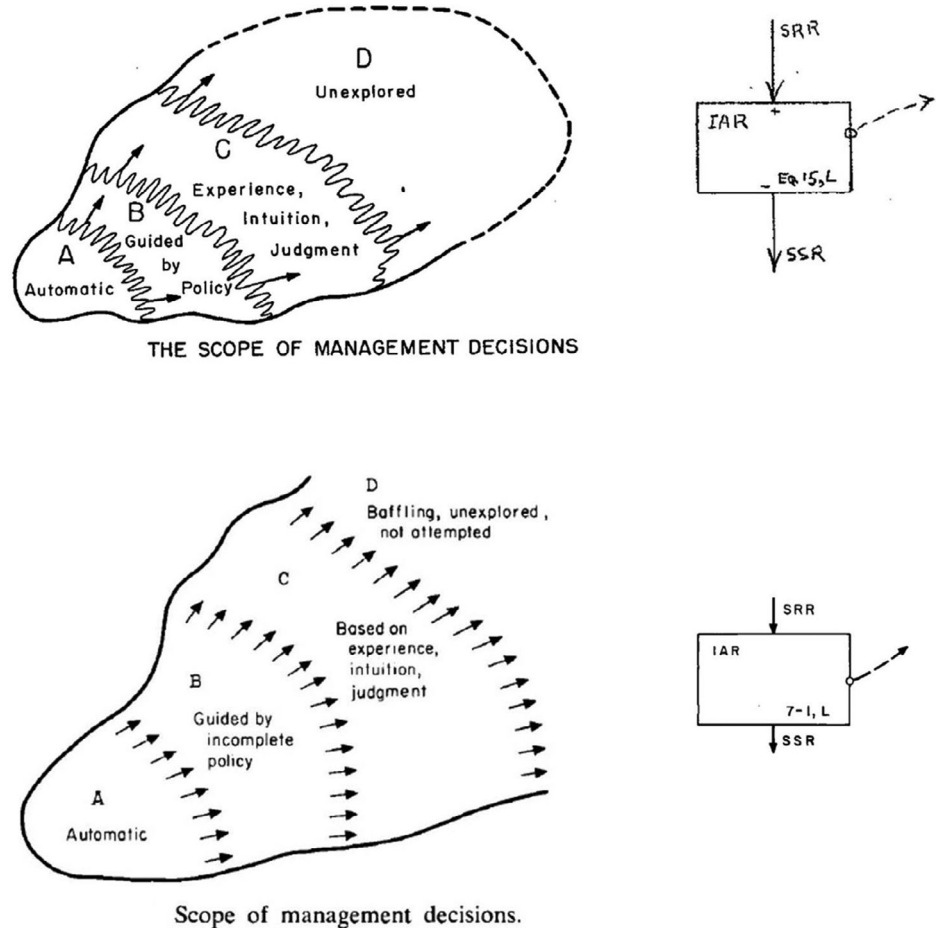 D
Unexplored
C
Experience,
Intuition,
Judgment
B
Guided
by
Policy
A
Automatic
THE SCOPE OF MANAGEMENT DECISIONS
SRR
IAR
+
- Eq. 15, L
SSR
D
Baffling, unexplored,
not attempted
C
Based on
experience,
intuition,
judgment
B
Guided by
incomplete
policy
A
Automatic
Scope of management decisions.
SRR
IAR
7-1, L
SSR